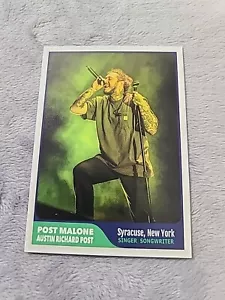 POST MALONE
AUSTIN RICHARD POST
Syracuse, New York
SINGER SONGWRITER